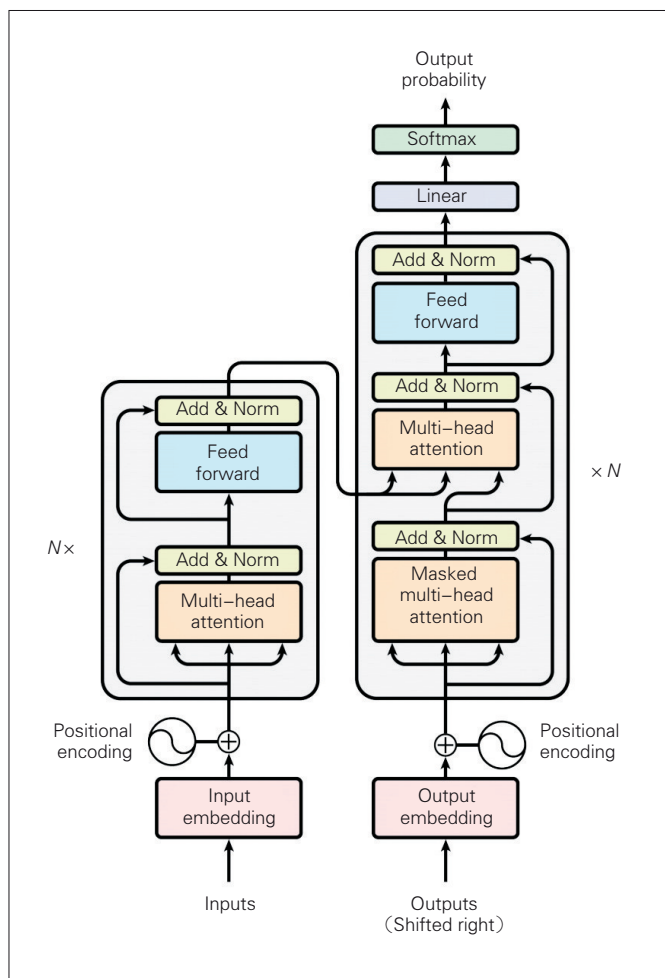 Output
probability
Softmax
Linear
Add & Norm
Feed
forward
Add & Norm
Multi–head
attention
× N
Add & Norm
Masked
multi–head
attention
Add & Norm
Feed
forward
N×
Add & Norm
Multi–head
attention
Positional
encoding
Positional
encoding
Input
embedding
Output
embedding
Inputs
Outputs
（Shifted right）